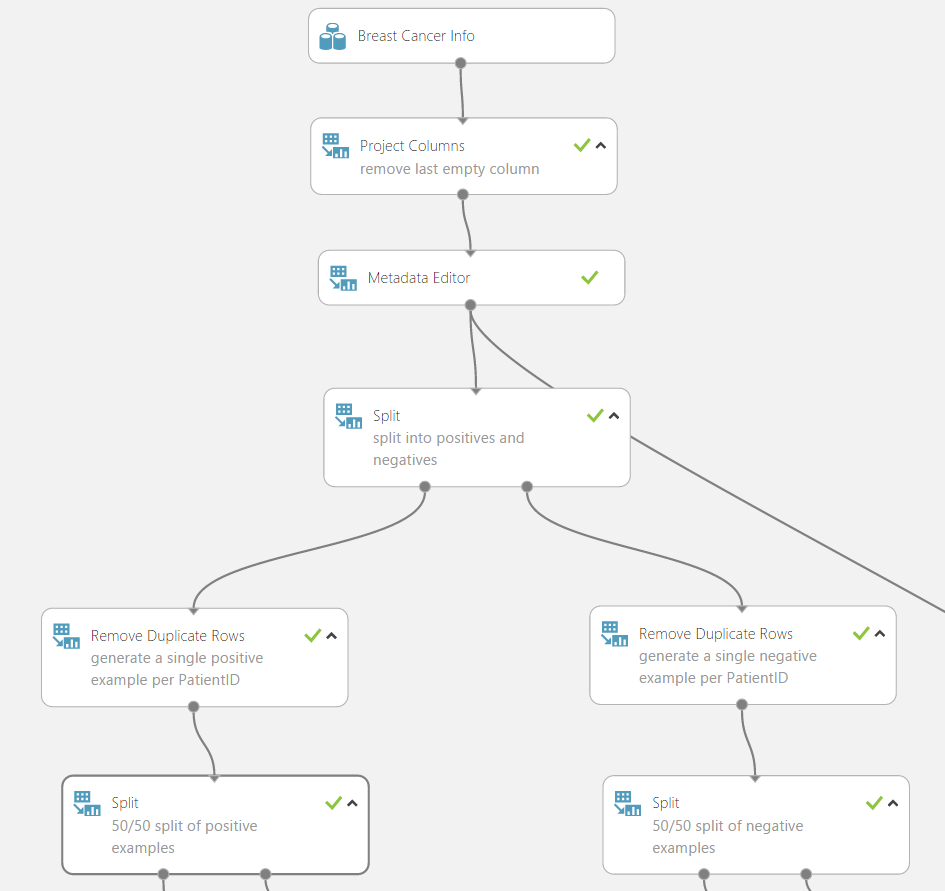 Breast Cancer Info
Project Columns
remove last empty column
Metadata Editor
Split
split into positives and
negatives
Remove Duplicate Rows
generate a single positive
example per PatientID
Remove Duplicate Rows
generate a single negative
example per PatientID
Split
50/50 split of positive
examples
Split
50/50 split of negative
examples